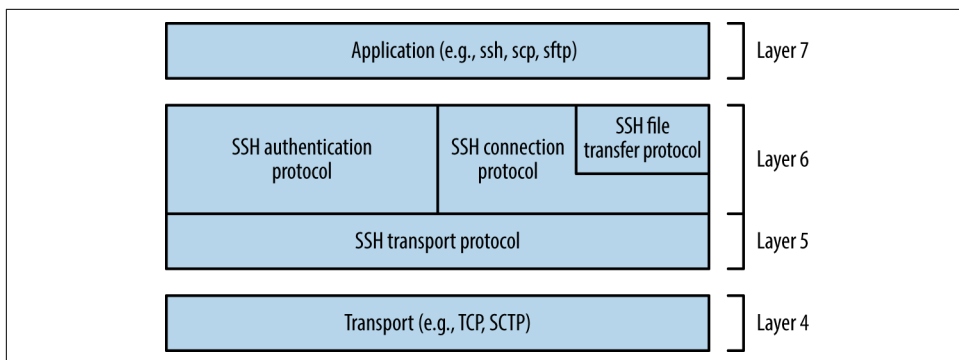 Application (e.g., ssh, scp, sftp)
Layer 7
SSH authentication
protocol
SSH connection
protocol
SSH file
transfer protocol
Layer 6
SSH transport protocol
Layer 5
Transport (e.g., TCP, SCTP)
Layer 4